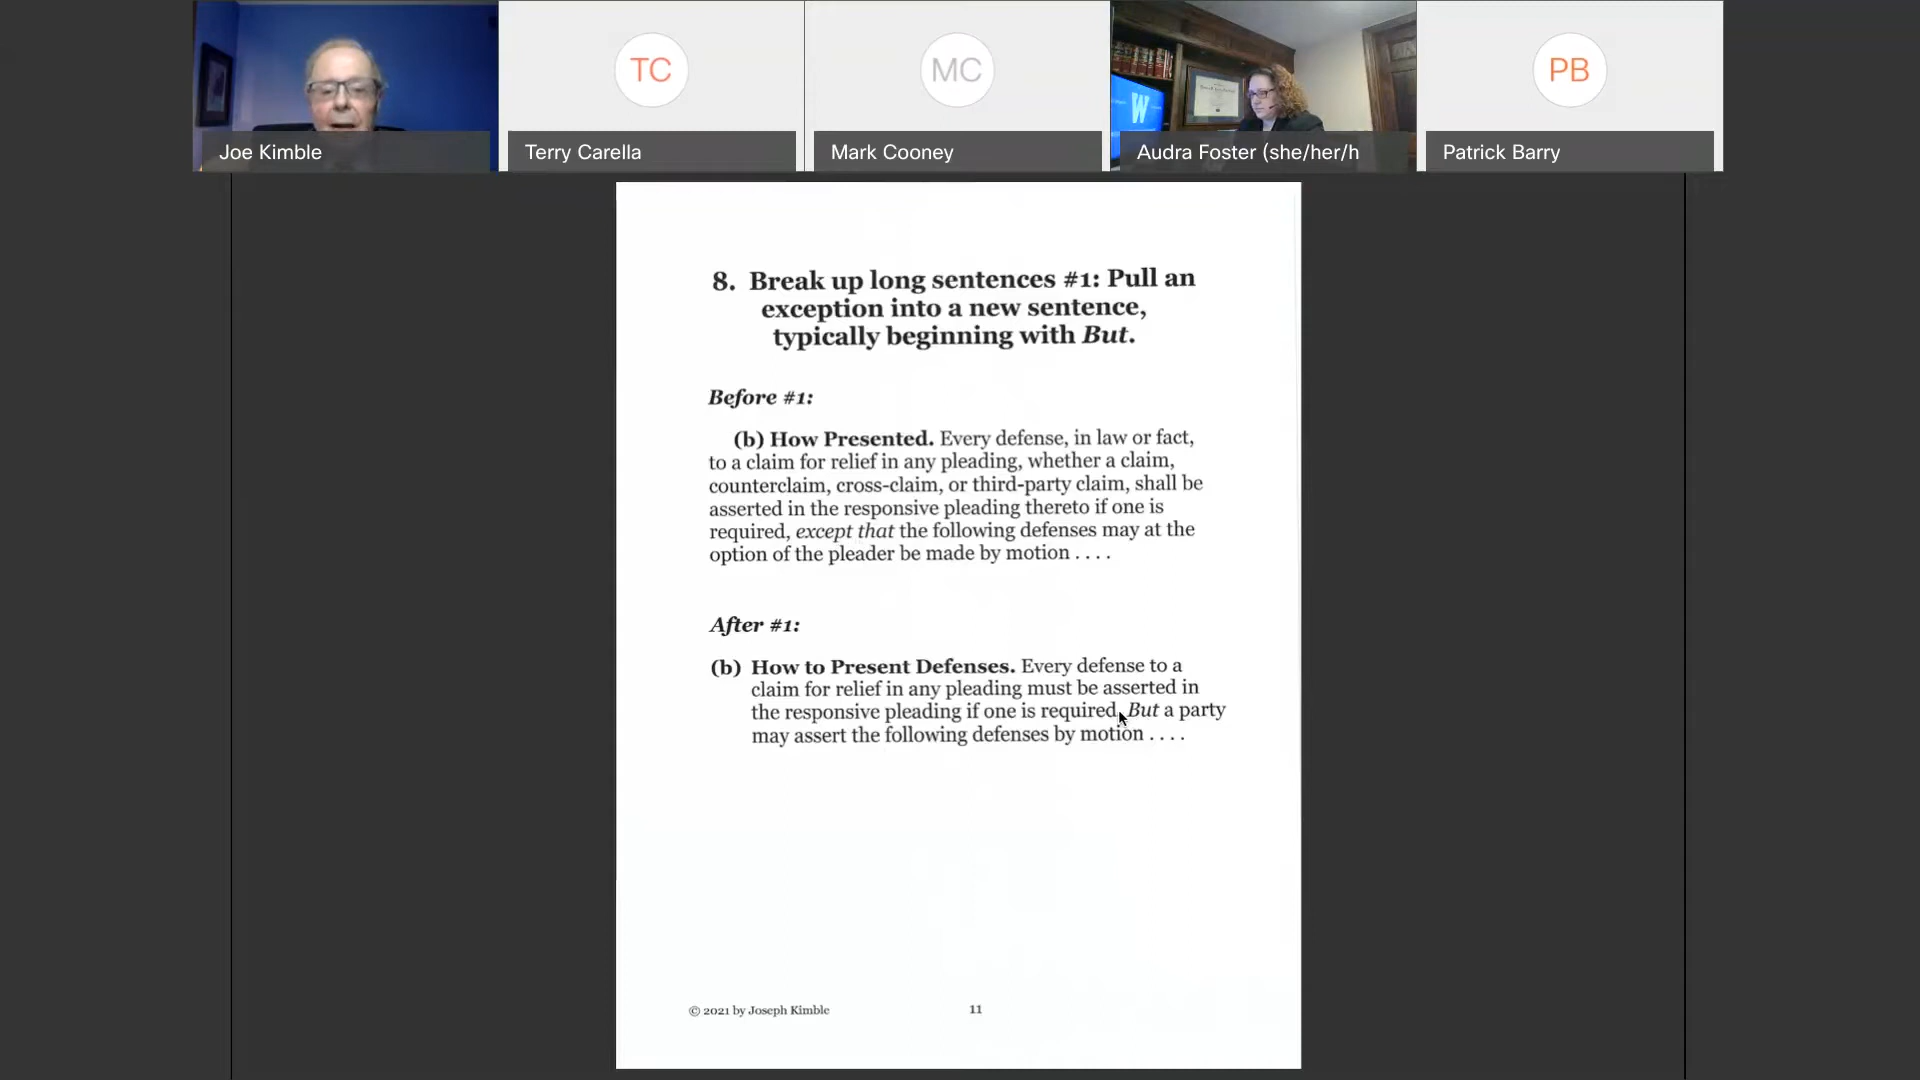 TC
MC
W
PB
Joe Kimble
Terry Carella
Mark Cooney
Audra Foster (she/her/h
Patrick Barry
8. Break up long sentences #1: Pull an
exception into a new sentence,
typically beginning with But.
Before #1:
(b) How Presented. Every defense, in law or fact,
to a claim for relief in any pleading, whether a claim,
counterclaim, cross-claim, or third-party claim, shall be
asserted in the responsive pleading thereto if one is
required, except that the following defenses may at the
option of the pleader be made by motion . . . .
After #1:
(b) How to Present Defenses. Every defense to a
claim for relief in any pleading must be asserted in
the responsive pleading if one is required. But a party
may assert the following defenses by motion . . . .
© 2021 by Joseph Kimble
11